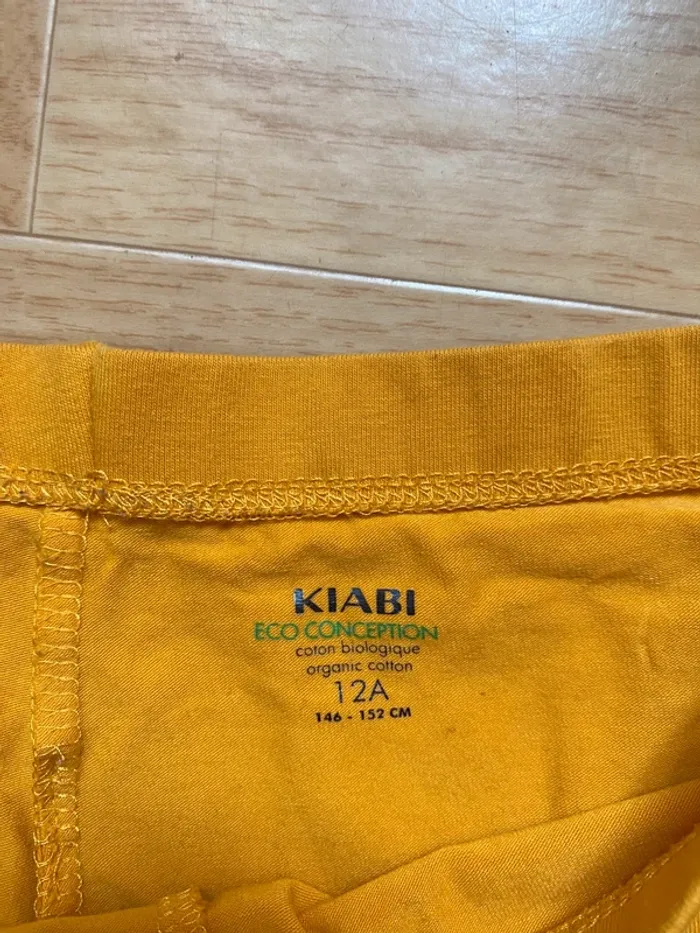 KIABI
ECO CONCEPTION
coton biologique
organic cotton
12A
146 - 152 CM